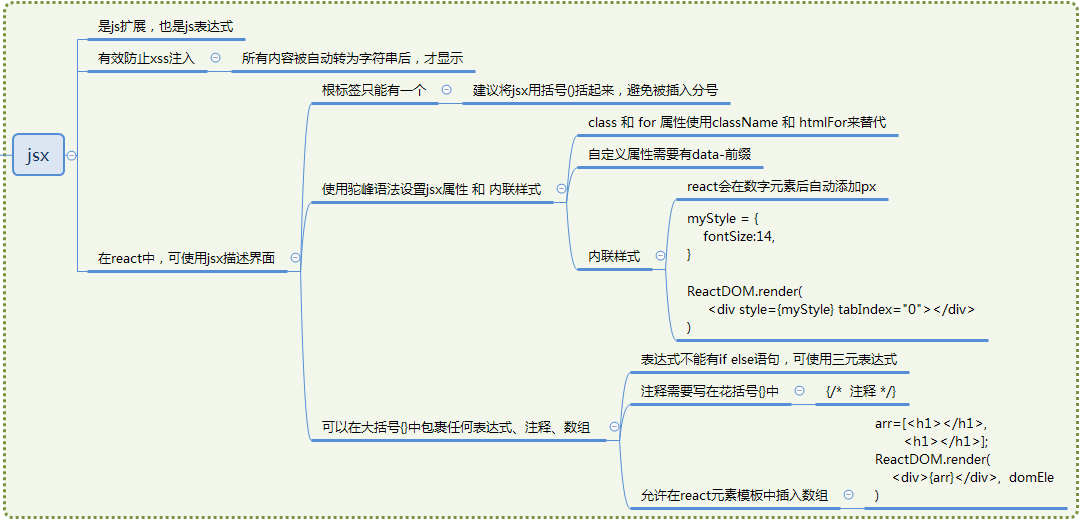 jsx
是js扩展，也是js表达式
有效防止xss注入
所有内容被自动转为字符串后，才显示
在react中，可使用jsx描述界面
根标签只能有一个
建议将jsx用括号()括起来，避免被插入分号
使用驼峰语法设置jsx属性 和 内联样式
class 和 for 属性使用className 和 htmlFor来替代
自定义属性需要有data-前缀
内联样式
react会在数字元素后自动添加px
myStyle = {
fontSize:14,
}
ReactDOM.render(
<div style={myStyle} tabIndex="0"></div>
)
可以在大括号{}中包裹任何表达式、注释、数组
表达式不能有if else语句，可使用三元表达式
注释需要写在花括号{}中
{/* 注释 */}
允许在react元素模板中插入数组
arr=[<h1></h1>,
<h1></h1>];
ReactDOM.render(
<div>{arr}</div>, domEle
)